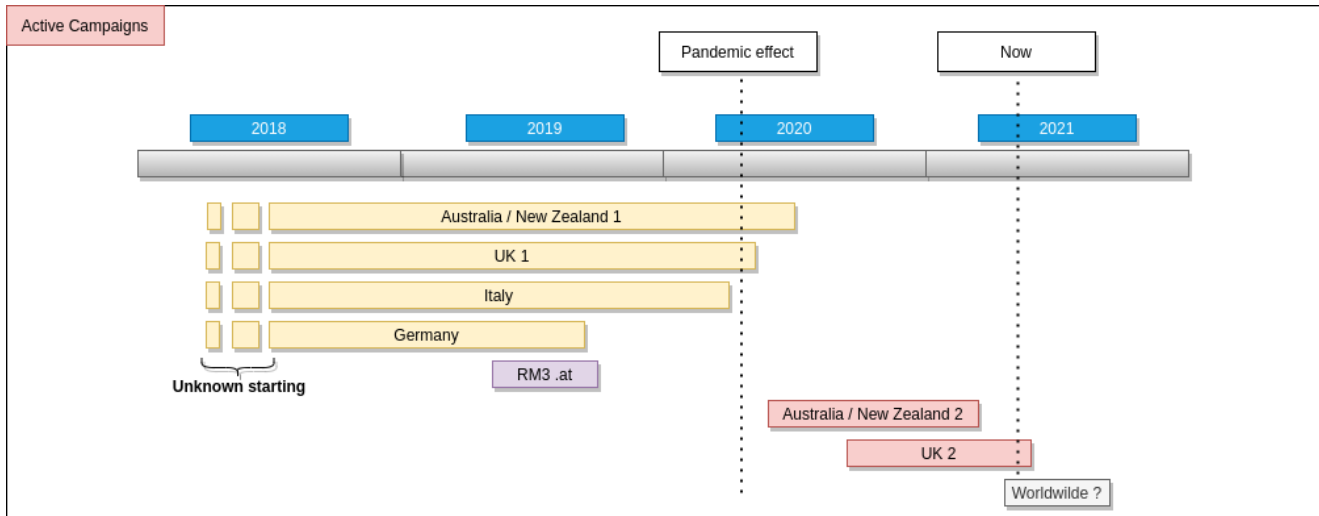 Active Campaigns
Pandemic effect
Now
2018
2019
2020
2021
Australia / New Zealand 1
UK 1
Italy
Germany
RM3 .at
Unknown starting
Australia / New Zealand 2
UK 2
Worldwilde ?